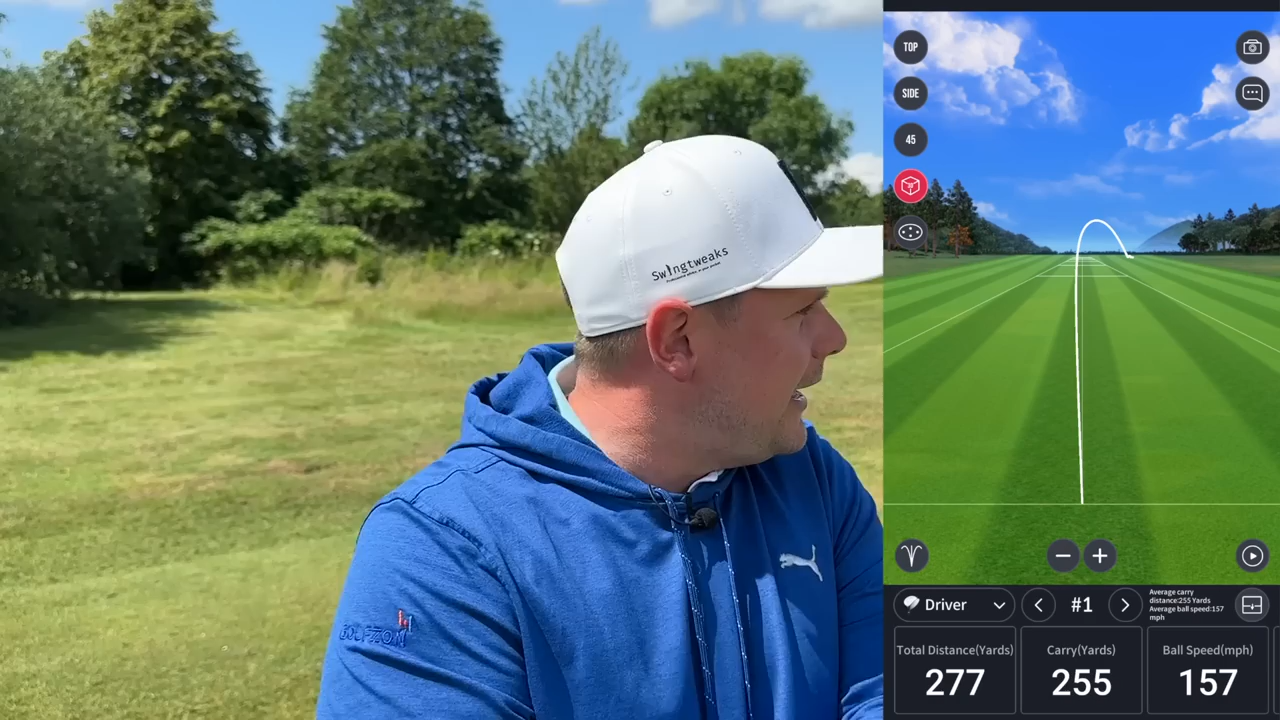 Swingtweaks
GOLFZON
TOP
SIDE
45
Driver
#1
Average carry
distance:255 Yards
Average ball speed:157
mph
Total Distance(Yards)
277
Carry(Yards)
255
Ball Speed(mph)
157